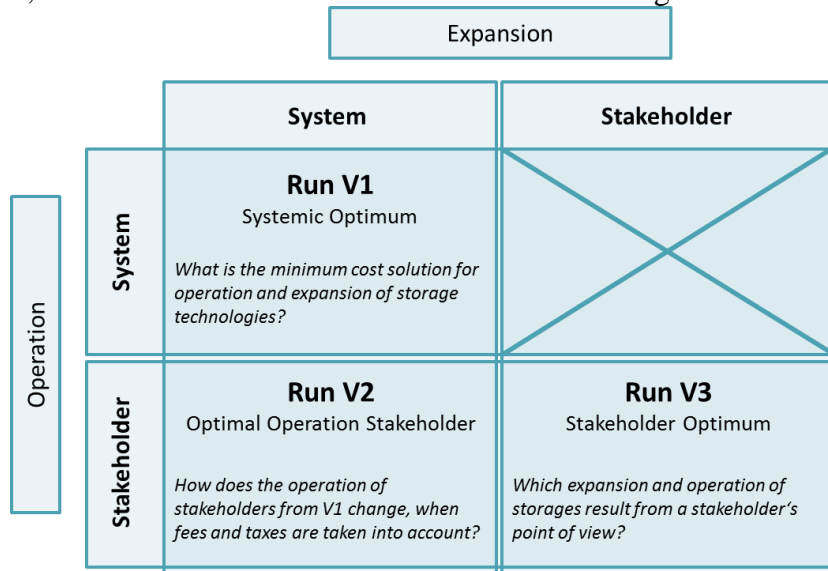 Expansion
System
Stakeholder
Operation
System
Run V1
Systemic Optimum
What is the minimum cost solution for
operation and expansion of storage
technologies?
Stakeholder
Run V2
Optimal Operation Stakeholder
How does the operation of
stakeholders from V1 change, when
fees and taxes are taken into account?
Run V3
Stakeholder Optimum
Which expansion and operation of
storages result from a stakeholder‘s
point of view?